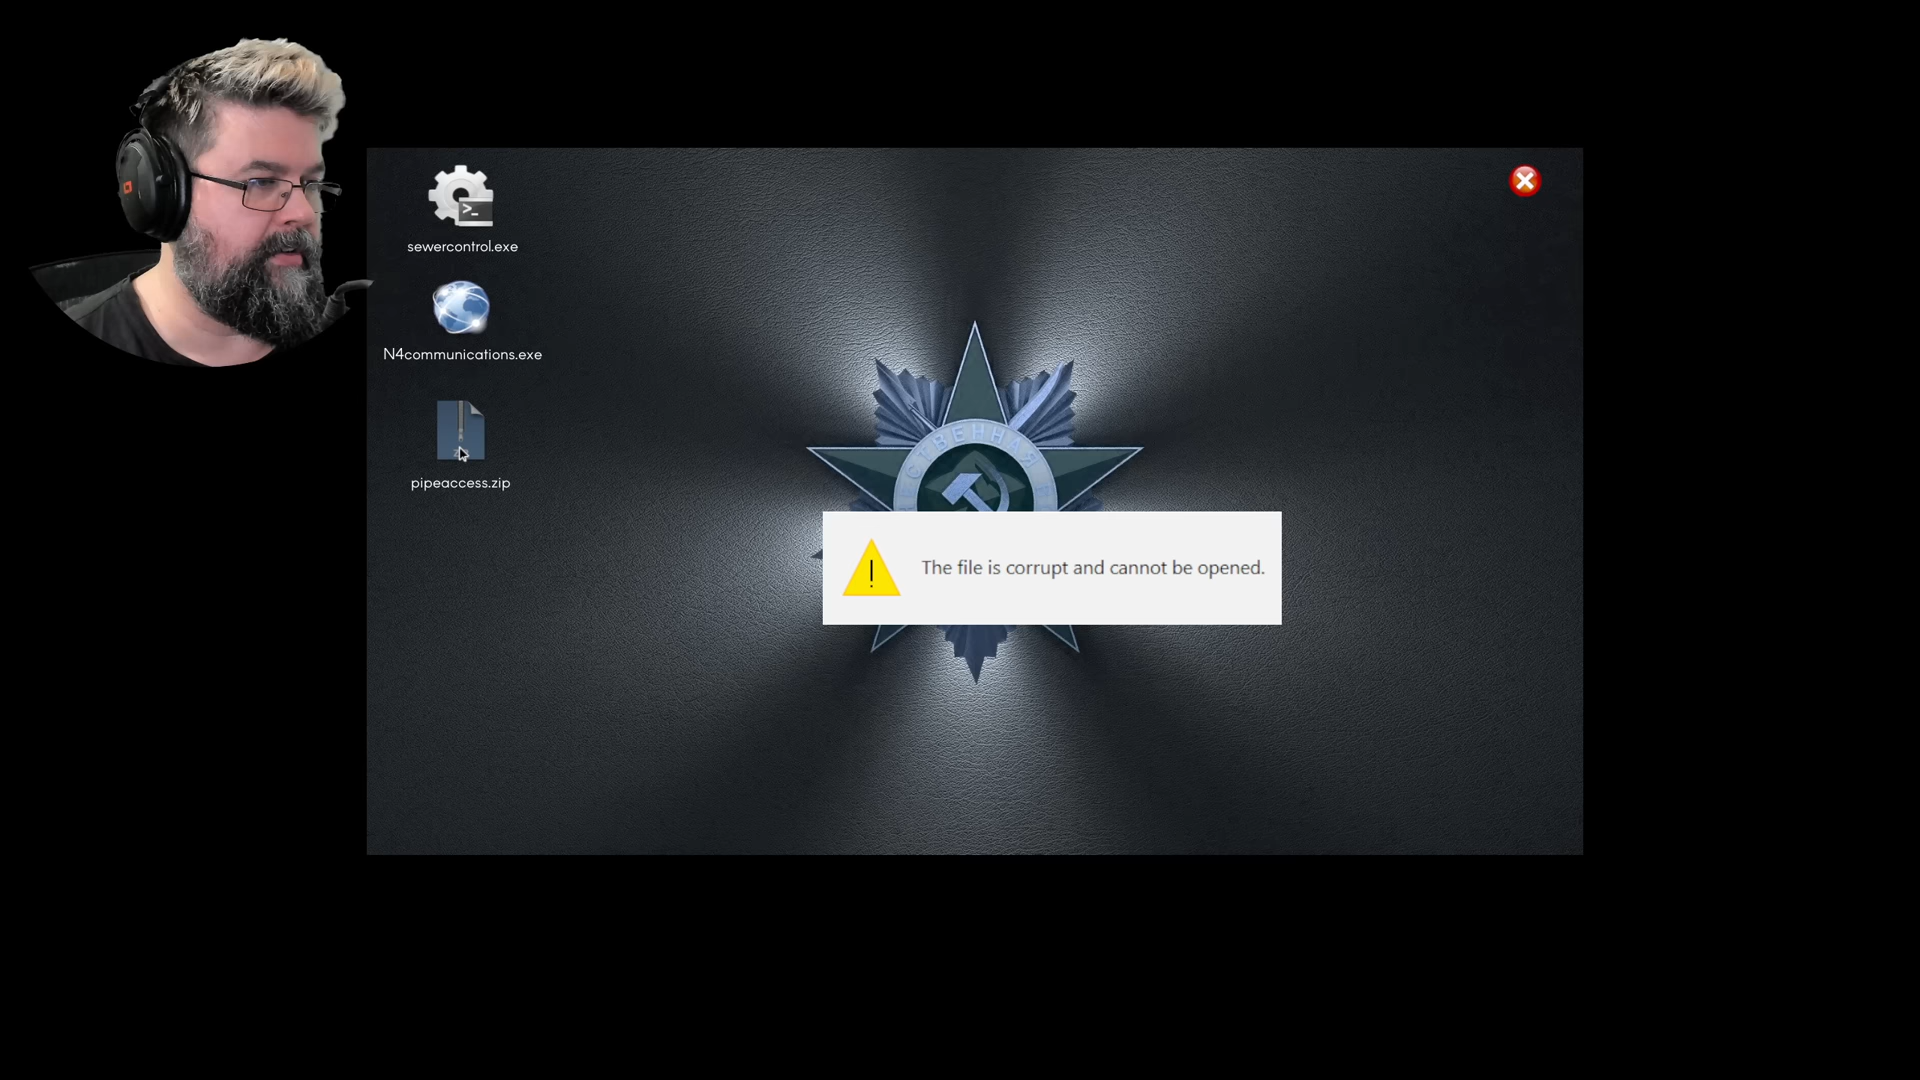 sewercontrol.exe
N4communications.exe
pipeaccess.zip
The file is corrupt and cannot be opened.